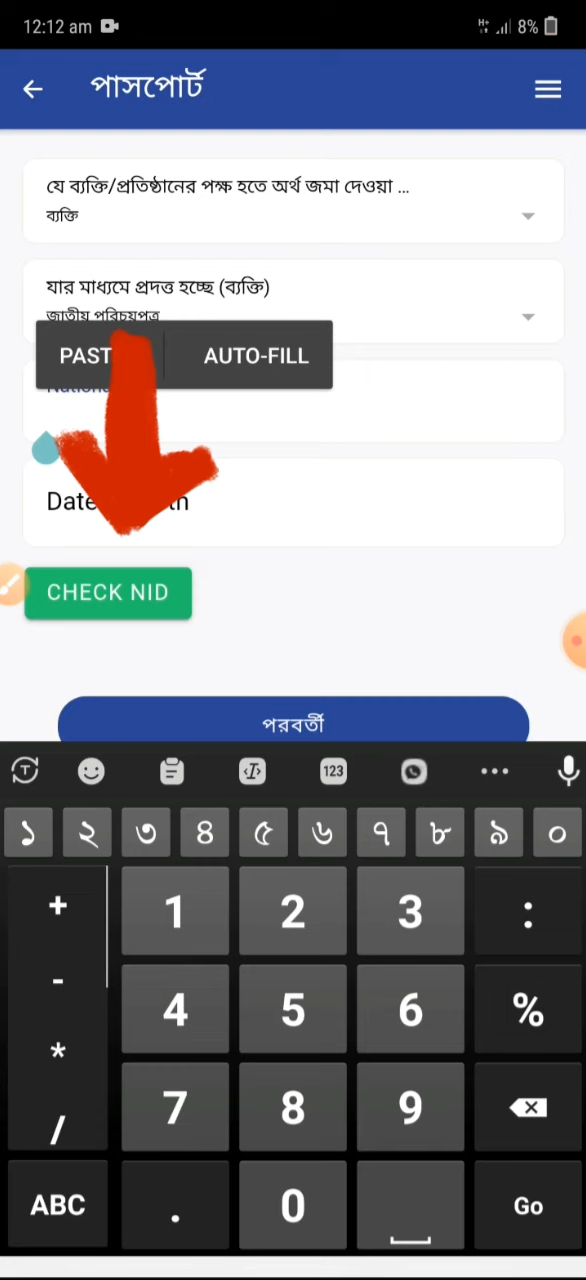 12:12 am
8%
পাসপোর্ট
যে ব্যক্তি/প্রতিষ্ঠানের পক্ষ হতে অর্থ জমা দেওয়া ...
ব্যক্তি
যার মাধ্যমে প্রদত্ত হচ্ছে (ব্যক্তি)
জাতীয় পরিচয়পত্র
AUTO-FILL
Date
CHECK NID
পরবর্তী
123
১ ২ ৩ ৪ ৫ ৬ ৭ ৮ ৯ ০
+ 1 2 3 :
-
4 5 6 %
*
7 8 9
/
ABC . 0 Go